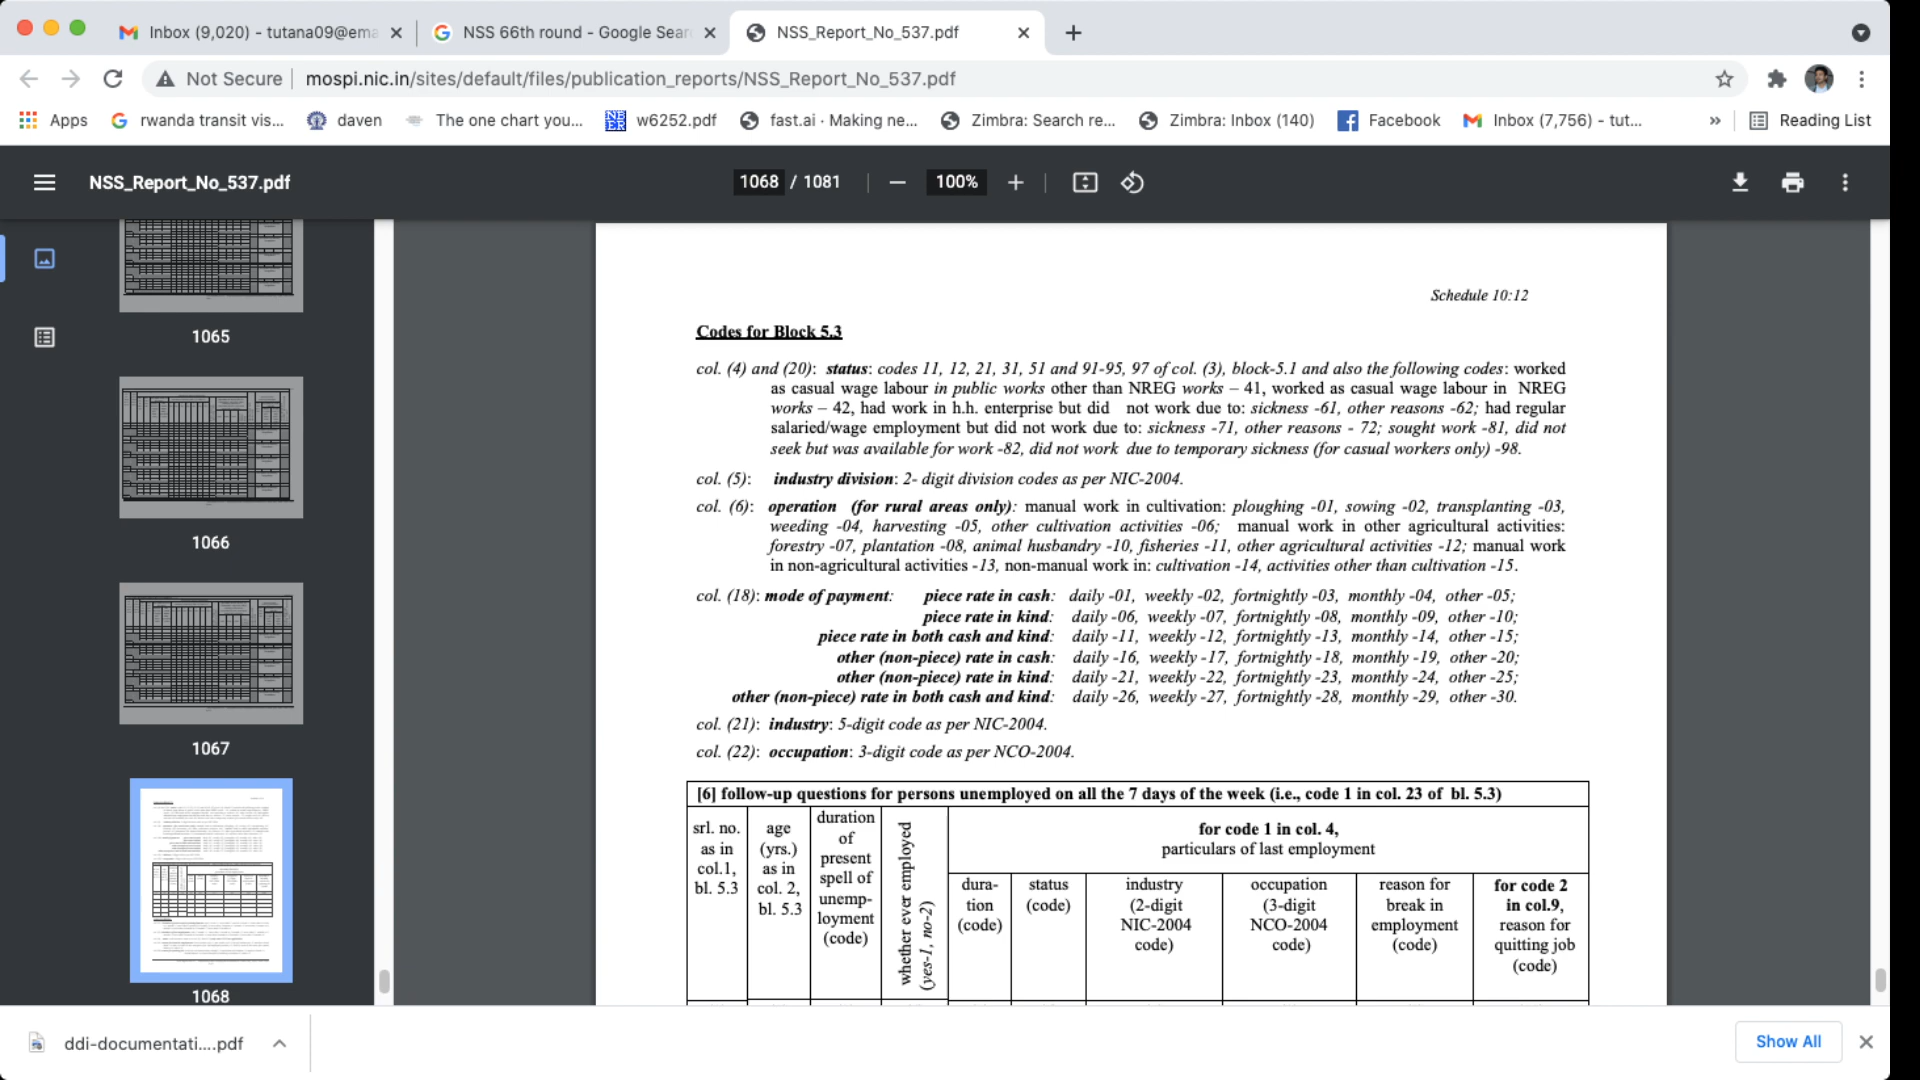 Inbox (9,020) - tutana09@ema
NSS 66th round - Google Sear
NSS_Report_No_537.pdf
Not Secure
mospi.nic.in/sites/default/files/publication_reports/NSS_Report_No_537.pdf
Apps
rwanda transit vis...
daven
The one chart you...
w6252.pdf
fast.ai · Making ne...
Zimbra: Search re...
Zimbra: Inbox (140)
Facebook
Inbox (7,756) - tut...
»
Reading List
NSS_Report_No_537.pdf
1068 / 1081
100%
1065
1066
1067
1068
Schedule 10:12
Codes for Block 5.3
col. (4) and (20): status: codes 11, 12, 21, 31, 51 and 91-95, 97 of col. (3), block-5.1 and also the following codes: worked
as casual wage labour in public works other than NREG works – 41, worked as casual wage labour in NREG
works – 42, had work in h.h. enterprise but did not work due to: sickness -61, other reasons -62; had regular
salaried/wage employment but did not work due to: sickness -71, other reasons - 72; sought work -81, did not
seek but was available for work -82, did not work due to temporary sickness (for casual workers only) -98.
col. (5): industry division: 2- digit division codes as per NIC-2004.
col. (6): operation (for rural areas only): manual work in cultivation: ploughing -01, sowing -02, transplanting -03,
weeding -04, harvesting -05, other cultivation activities -06; manual work in other agricultural activities:
forestry -07, plantation -08, animal husbandry -10, fisheries -11, other agricultural activities -12; manual work
in non-agricultural activities -13, non-manual work in: cultivation -14, activities other than cultivation -15.
col. (18): mode of payment: piece rate in cash: daily -01, weekly -02, fortnightly -03, monthly -04, other -05;
piece rate in kind: daily -06, weekly -07, fortnightly -08, monthly -09, other -10;
piece rate in both cash and kind: daily -11, weekly -12, fortnightly -13, monthly -14, other -15;
other (non-piece) rate in cash: daily -16, weekly -17, fortnightly -18, monthly -19, other -20;
other (non-piece) rate in kind: daily -21, weekly -22, fortnightly -23, monthly -24, other -25;
other (non-piece) rate in both cash and kind: daily -26, weekly -27, fortnightly -28, monthly -29, other -30.
col. (21): industry: 5-digit code as per NIC-2004.
col. (22): occupation: 3-digit code as per NCO-2004.
[6] follow-up questions for persons unemployed on all the 7 days of the week (i.e., code 1 in col. 23 of bl. 5.3)
srl. no.
as in
col.1,
bl. 5.3
age
(yrs.)
as in
col. 2,
bl. 5.3
duration
of
present
spell of
unemp-
loyment
(code)
whether ever employed
(yes-1, no-2)
for code 1 in col. 4,
particulars of last employment
dura-
tion
(code)
status
(code)
industry
(2-digit
NIC-2004
code)
occupation
(3-digit
NCO-2004
code)
reason for
break in
employment
(code)
for code 2
in col.9,
reason for
quitting job
(code)
ddi-documentati....pdf
Show All